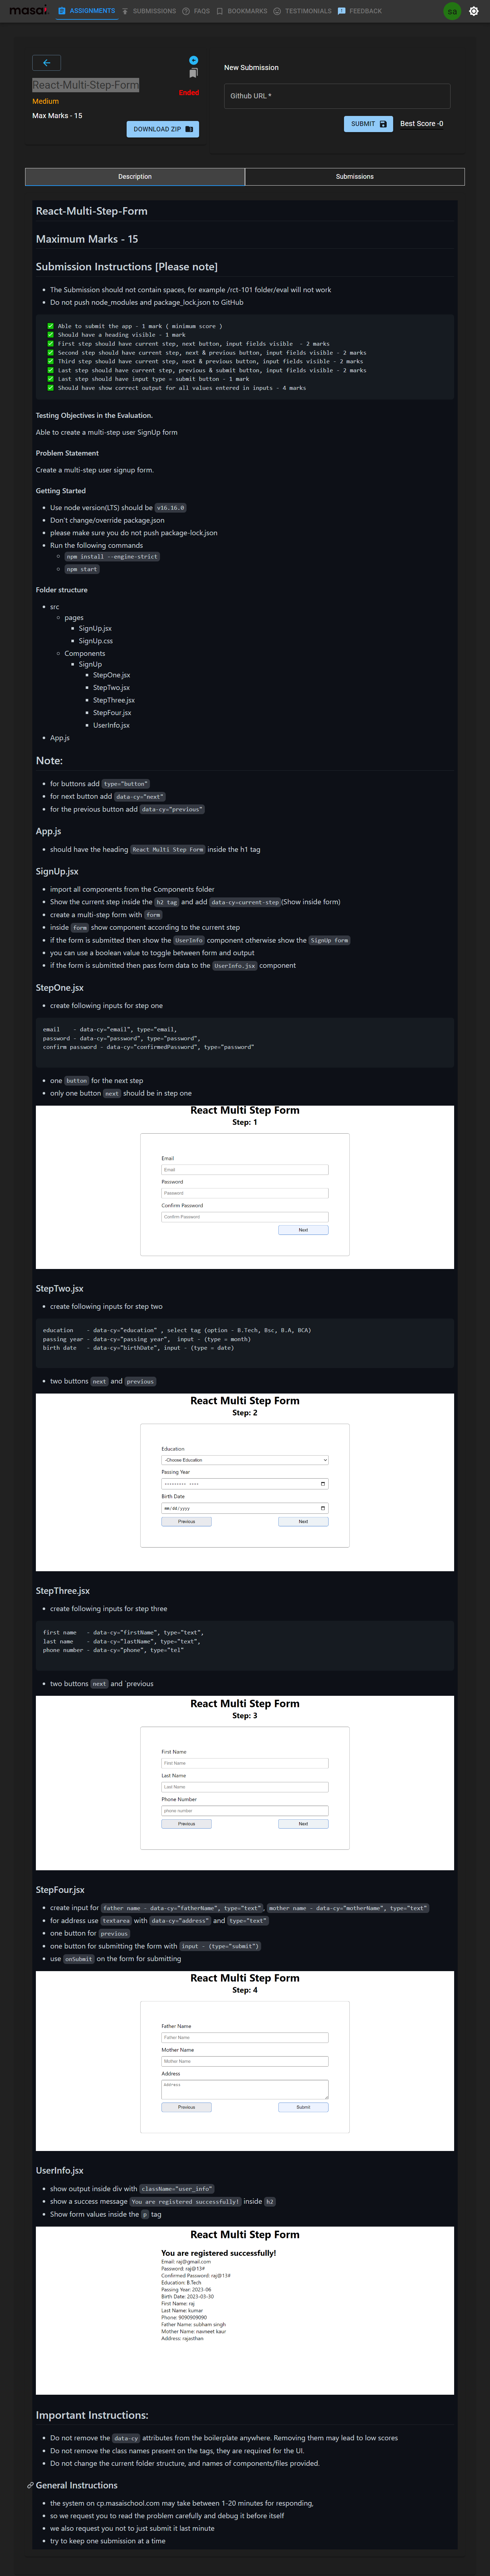 masai.
ASSIGNMENTS
SUBMISSIONS
FAQS
BOOKMARKS
TESTIMONIALS
FEEDBACK
sa
React-Multi-Step-Form
Ended
Medium
Max Marks - 15
DOWNLOAD ZIP
New Submission
Github URL *
SUBMIT
Best Score -0
Description
Submissions
React-Multi-Step-Form
Maximum Marks - 15
Submission Instructions [Please note]
The Submission should not contain spaces, for example /rct-101 folder/eval will not work
Do not push node_modules and package_lock.json to GitHub
✅ Able to submit the app - 1 mark ( minimum score )
✅ Should have a heading visible - 1 mark
✅ First step should have current step, next button, input fields visible  - 2 marks
✅ Second step should have current step, next & previous button, input fields visible - 2 marks
✅ Third step should have current step, next & previous button, input fields visible - 2 marks
✅ Last step should have current step, previous & submit button, input fields visible - 2 marks
✅ Last step should have input type = submit button - 1 mark
✅ Should have show correct output for all values entered in inputs - 4 marks
Testing Objectives in the Evaluation.
Able to create a multi-step user SignUp form
Problem Statement
Create a multi-step user signup form.
Getting Started
Use node version(LTS) should be v16.16.0
Don't change/override package.json
please make sure you do not push package-lock.json
Run the following commands
npm install --engine-strict
npm start
Folder structure
src
pages
SignUp.jsx
SignUp.css
Components
SignUp
StepOne.jsx
StepTwo.jsx
StepThree.jsx
StepFour.jsx
UserInfo.jsx
App.js
Note:
for buttons add type="button"
for next button add data-cy="next"
for the previous button add data-cy="previous"
App.js
should have the heading React Multi Step Form inside the h1 tag
SignUp.jsx
import all components from the Components folder
Show the current step inside the h2 tag and add data-cy=current-step(Show inside form)
create a multi-step form with form
inside form show component according to the current step
if the form is submitted then show the UserInfo component otherwise show the SignUp form
you can use a boolean value to toggle between form and output
if the form is submitted then pass form data to the UserInfo.jsx component
StepOne.jsx
create following inputs for step one
email    - data-cy="email", type="email,
password - data-cy="password", type="password",
confirm password - data-cy="confirmedPassword", type="password"
one button for the next step
only one button next should be in step one
React Multi Step Form
Step: 1
Email
Email
Password
Password
Confirm Password
Confirm Password
Next
StepTwo.jsx
create following inputs for step two
education    - data-cy="education" , select tag (option - B.Tech, Bsc, B.A, BCA)
passing year - data-cy="passing year",  input - (type = month)
birth date   - data-cy="birthDate", input - (type = date)
two buttons next and previous
React Multi Step Form
Step: 2
Education
-Choose Education
Passing Year
--------- ----
Birth Date
mm/dd/yyyy
Previous
Next
StepThree.jsx
create following inputs for step three
first name   - data-cy="firstName", type="text",
last name    - data-cy="lastName", type="text",
phone number - data-cy="phone", type="tel"
two buttons next and `previous
React Multi Step Form
Step: 3
First Name
First Name
Last Name
Last Name
Phone Number
phone number
Previous
Next
StepFour.jsx
create input for father name - data-cy="fatherName", type="text", mother name - data-cy="motherName", type="text"
for address use textarea with data-cy="address" and type="text"
one button for previous
one button for submitting the form with input - (type="submit")
use onSubmit on the form for submitting
React Multi Step Form
Step: 4
Father Name
Father Name
Mother Name
Mother Name
Address
Address
Previous
Submit
UserInfo.jsx
show output inside div with className="user_info"
show a success message You are registered successfully! inside h2
Show form values inside the p tag
React Multi Step Form
You are registered successfully!
Email: raj@gmail.com
Password: raj@13#
Confirmed Password: raj@13#
Education: B.Tech
Passing Year: 2023-06
Birth Date: 2023-03-30
First Name: raj
Last Name: kumar
Phone: 9090909090
Father Name: subham singh
Mother Name: navneet kaur
Address: rajasthan
Important Instructions:
Do not remove the data-cy attributes from the boilerplate anywhere. Removing them may lead to low scores
Do not remove the class names present on the tags, they are required for the UI.
Do not change the current folder structure, and names of components/files provided.
General Instructions
the system on cp.masaischool.com may take between 1-20 minutes for responding,
so we request you to read the problem carefully and debug it before itself
we also request you not to just submit it last minute
try to keep one submission at a time